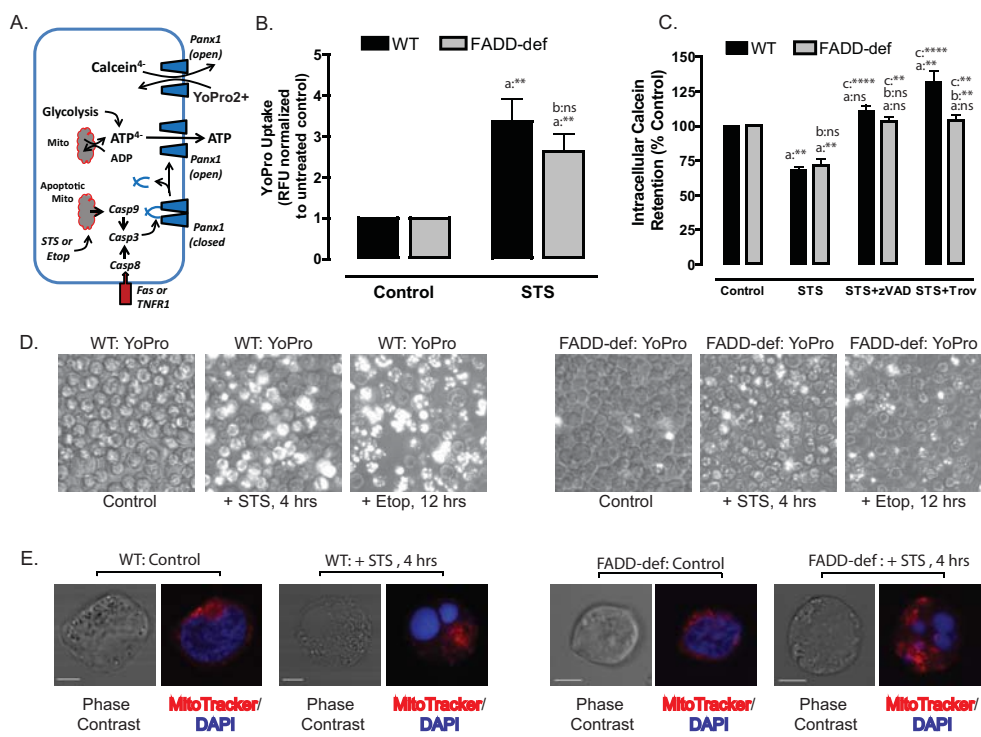 A.
Panx1
(open)
Calcein4-
YoPro2+
Glycolysis
Mito
ATP4-
ATP
ADP
Panx1
(open)
Apoptotic
Mito
Casp9
Casp3
Panx1
(closed
STS or
Etop
Casp8
Fas or
TNFR1
B.
WT
FADD-def
YoPro Uptake
(RFU normalized
to untreated control)
5
4
3
2
1
0
a:**
b:ns
a:**
Control
STS
C.
WT
FADD-def
Intracellular Calcein
Retention (% Control)
150
125
100
75
50
25
0
a:**
b:ns
a:**
c:****
a:ns
c:**
b:ns
a:ns
c:****
a:**
c:**
b:**
a:ns
Control
STS
STS+zVAD
STS+Trov
D.
WT: YoPro
WT: YoPro
WT: YoPro
FADD-def: YoPro
FADD-def: YoPro
FADD-def: YoPro
Control
+ STS, 4 hrs
+ Etop, 12 hrs
Control
+ STS, 4 hrs
+ Etop, 12 hrs
E.
WT: Control
WT: + STS , 4 hrs
FADD-def: Control
FADD-def : + STS , 4 hrs
Phase
Contrast
MitoTracker/
DAPI
Phase
Contrast
MitoTracker/
DAPI
Phase
Contrast
MitoTracker/
DAPI
Phase
Contrast
MitoTracker/
DAPI